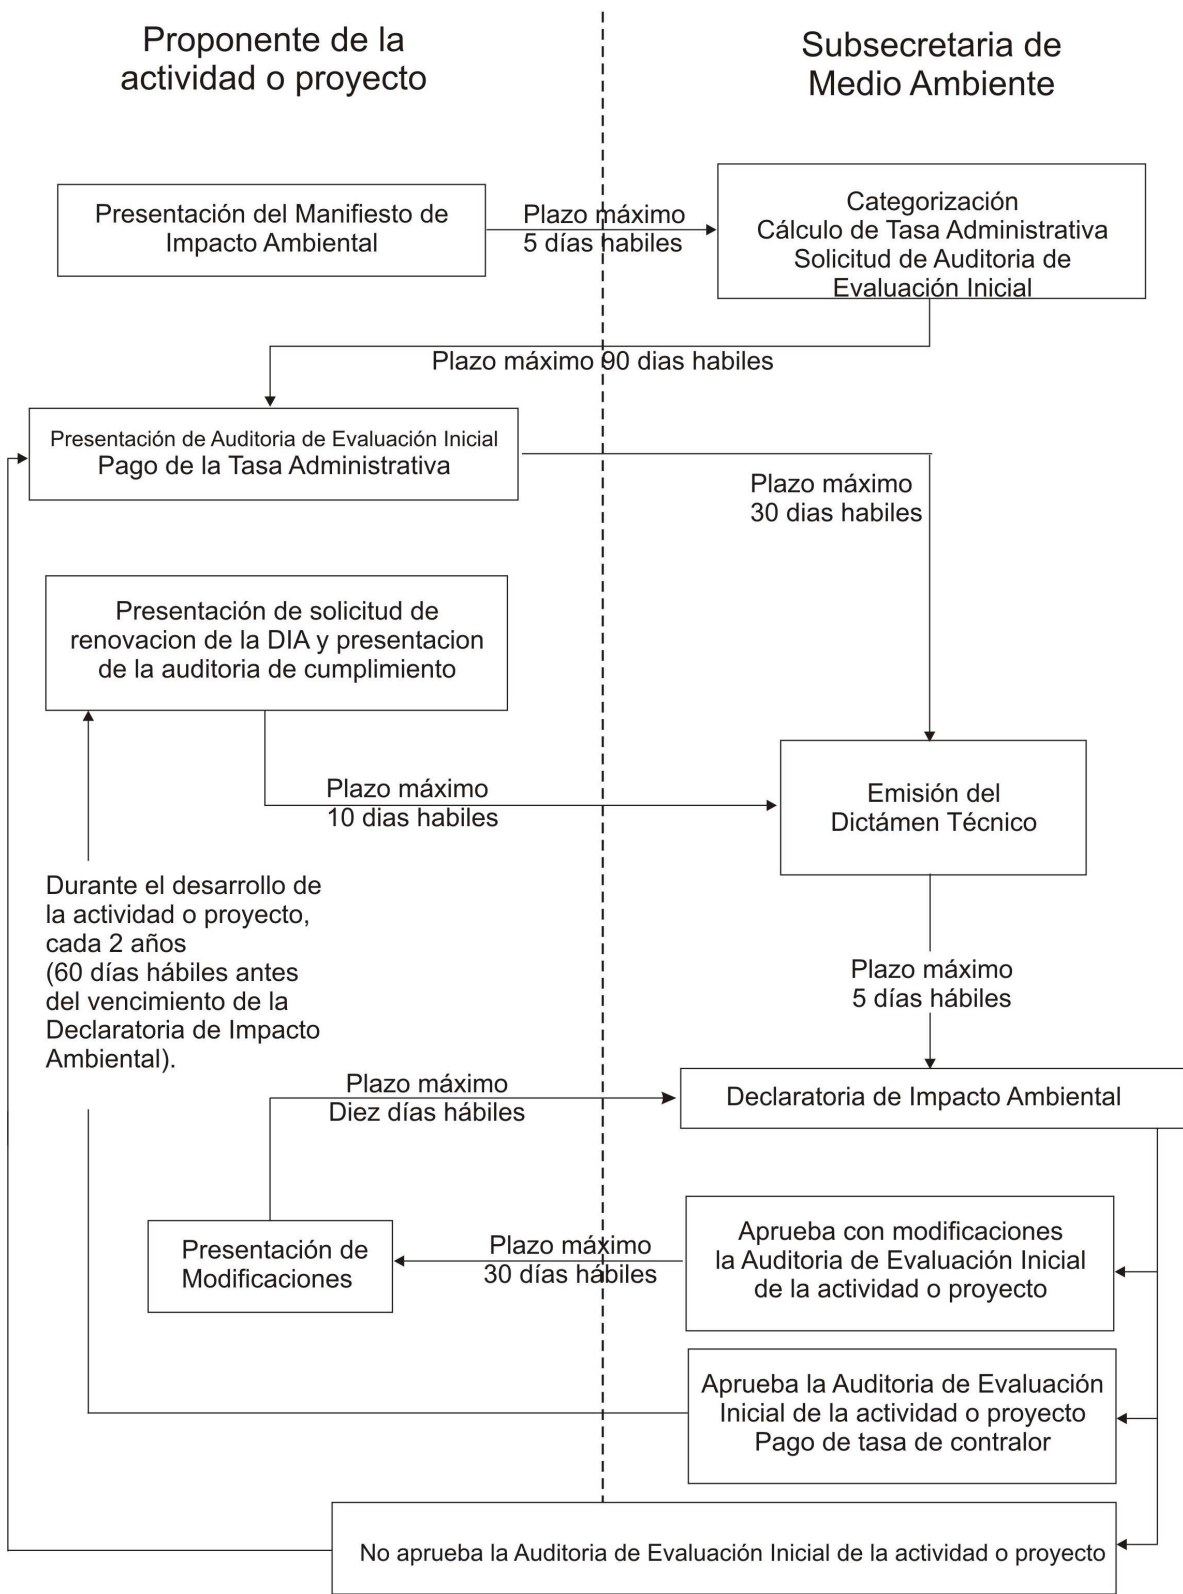 Proponente de la
actividad o proyecto
Subsecretaria de
Medio Ambiente
Presentación del Manifiesto de
Impacto Ambiental
Plazo máximo
5 días habiles
Categorización
Cálculo de Tasa Administrativa
Solicitud de Auditoria de
Evaluación Inicial
Plazo máximo 90 dias habiles
Presentación de Auditoria de Evaluación Inicial
Pago de la Tasa Administrativa
Plazo máximo
30 dias habiles
Presentación de solicitud de
renovacion de la DIA y presentacion
de la auditoria de cumplimiento
Plazo máximo
10 dias habiles
Emisión del
Dictámen Técnico
Durante el desarrollo de
la actividad o proyecto,
cada 2 años
(60 días hábiles antes
del vencimiento de la
Declaratoria de Impacto
Ambiental).
Plazo máximo
5 días hábiles
Plazo máximo
Diez días hábiles
Declaratoria de Impacto Ambiental
Presentación de
Modificaciones
Plazo máximo
30 días hábiles
Aprueba con modificaciones
la Auditoria de Evaluación Inicial
de la actividad o proyecto
Aprueba la Auditoria de Evaluación
Inicial de la actividad o proyecto
Pago de tasa de contralor
No aprueba la Auditoria de Evaluación Inicial de la actividad o proyecto